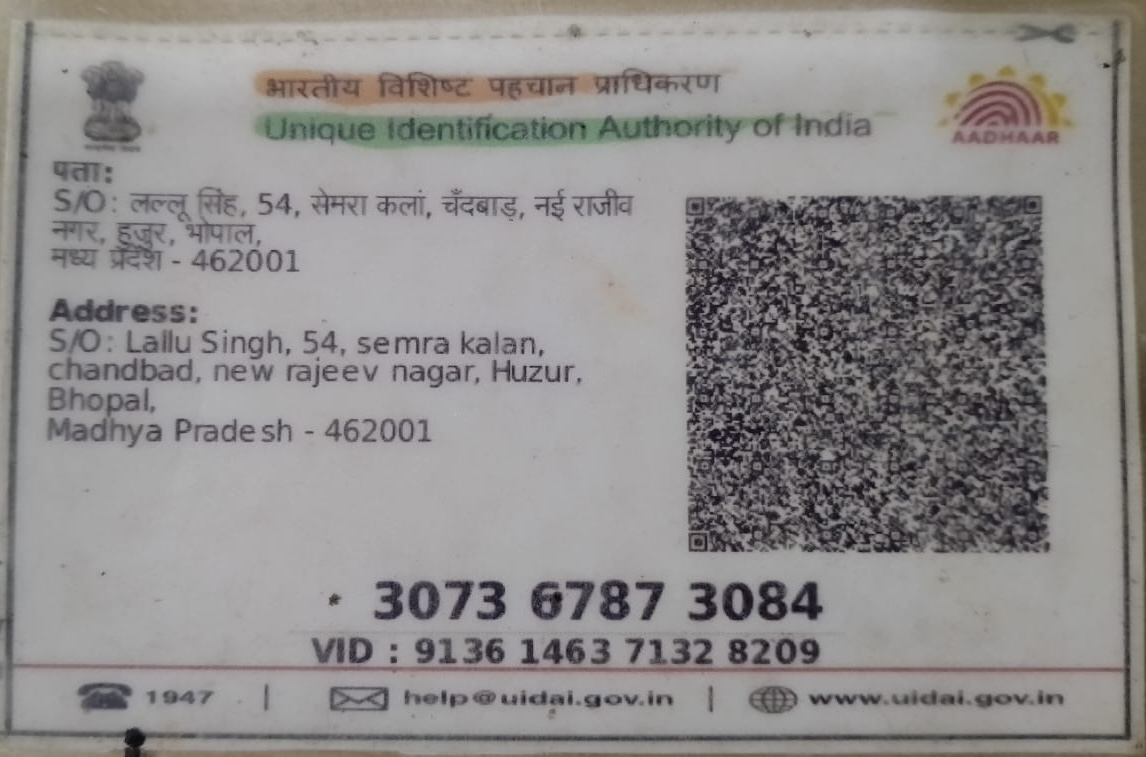 भारतीय विशिष्ट पहचान प्राधिकरण
Unique Identification Authority of India
AADHAAR
पता:
S/O: लल्लू सिंह, 54, सेमरा कलां, चँदबाड़, नई राजीव
नगर, हुजुर, भोपाल,
मध्य प्रदेश - 462001
Address:
S/O: Lallu Singh, 54, semra kalan,
chandbad, new rajeev nagar, Huzur,
Bhopal,
Madhya Pradesh - 462001
3073 6787 3084
VID : 9136 1463 7132 8209
1947 | help@uidai.gov.in | www.uidai.gov.in